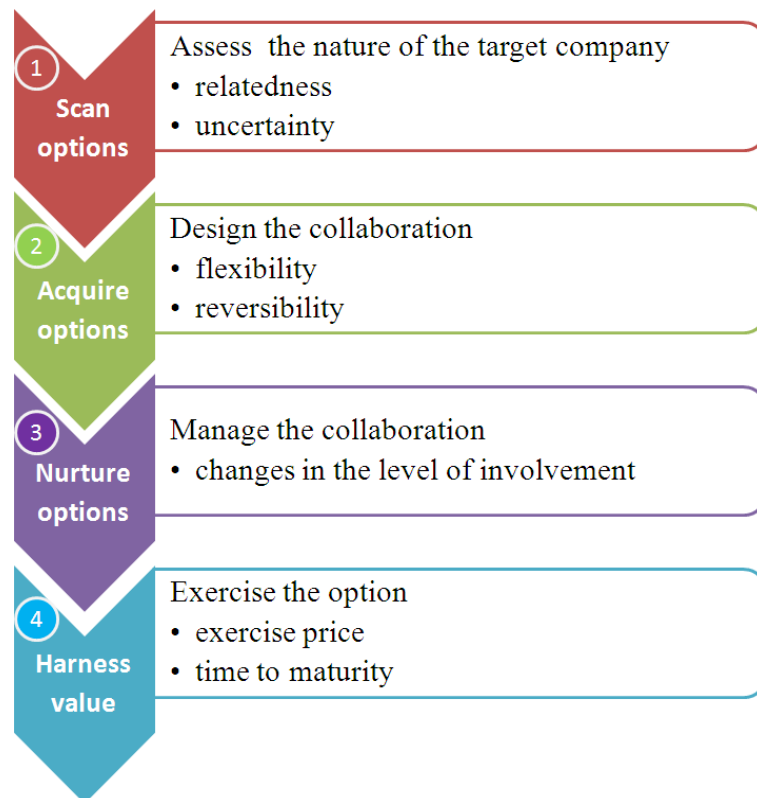 1
Scan
options
Assess the nature of the target company
• relatedness
• uncertainty
2
Acquire
options
Design the collaboration
• flexibility
• reversibility
3
Nurture
options
Manage the collaboration
• changes in the level of involvement
4
Harness
value
Exercise the option
• exercise price
• time to maturity